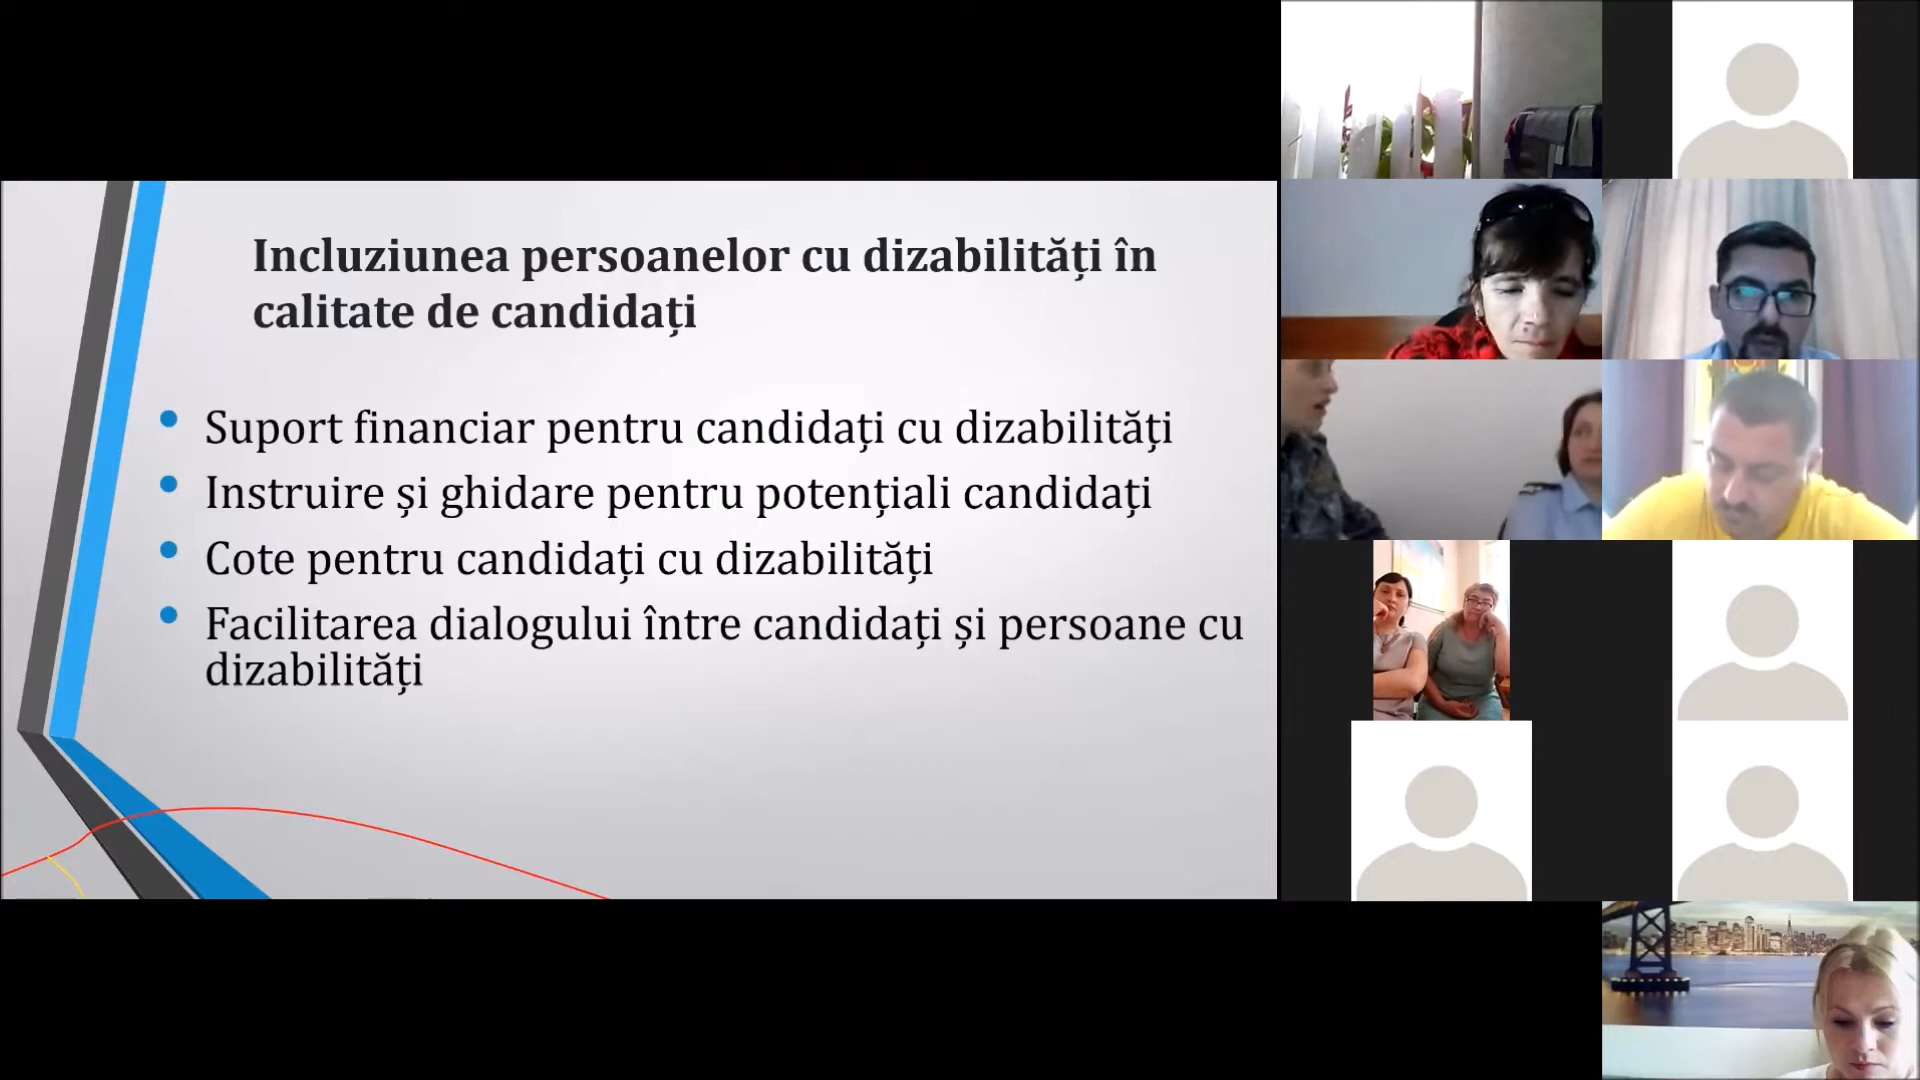 Incluziunea persoanelor cu dizabilități în
calitate de candidați
Suport financiar pentru candidați cu dizabilități
Instruire și ghidare pentru potențiali candidați
Cote pentru candidați cu dizabilități
Facilitarea dialogului între candidați și persoane cu
dizabilități